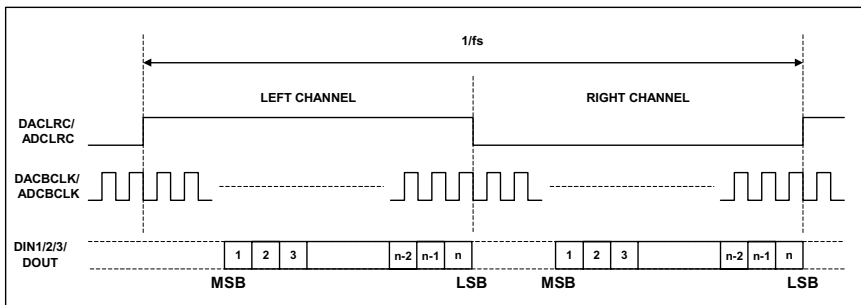 1/fs
LEFT CHANNEL
RIGHT CHANNEL
DACLRC/
ADCLRC
DACBCLK/
ADCBCLK
DIN1/2/3/
DOUT
1 2 3 n-2 n-1 n 1 2 3 n-2 n-1 n
MSB LSB MSB LSB